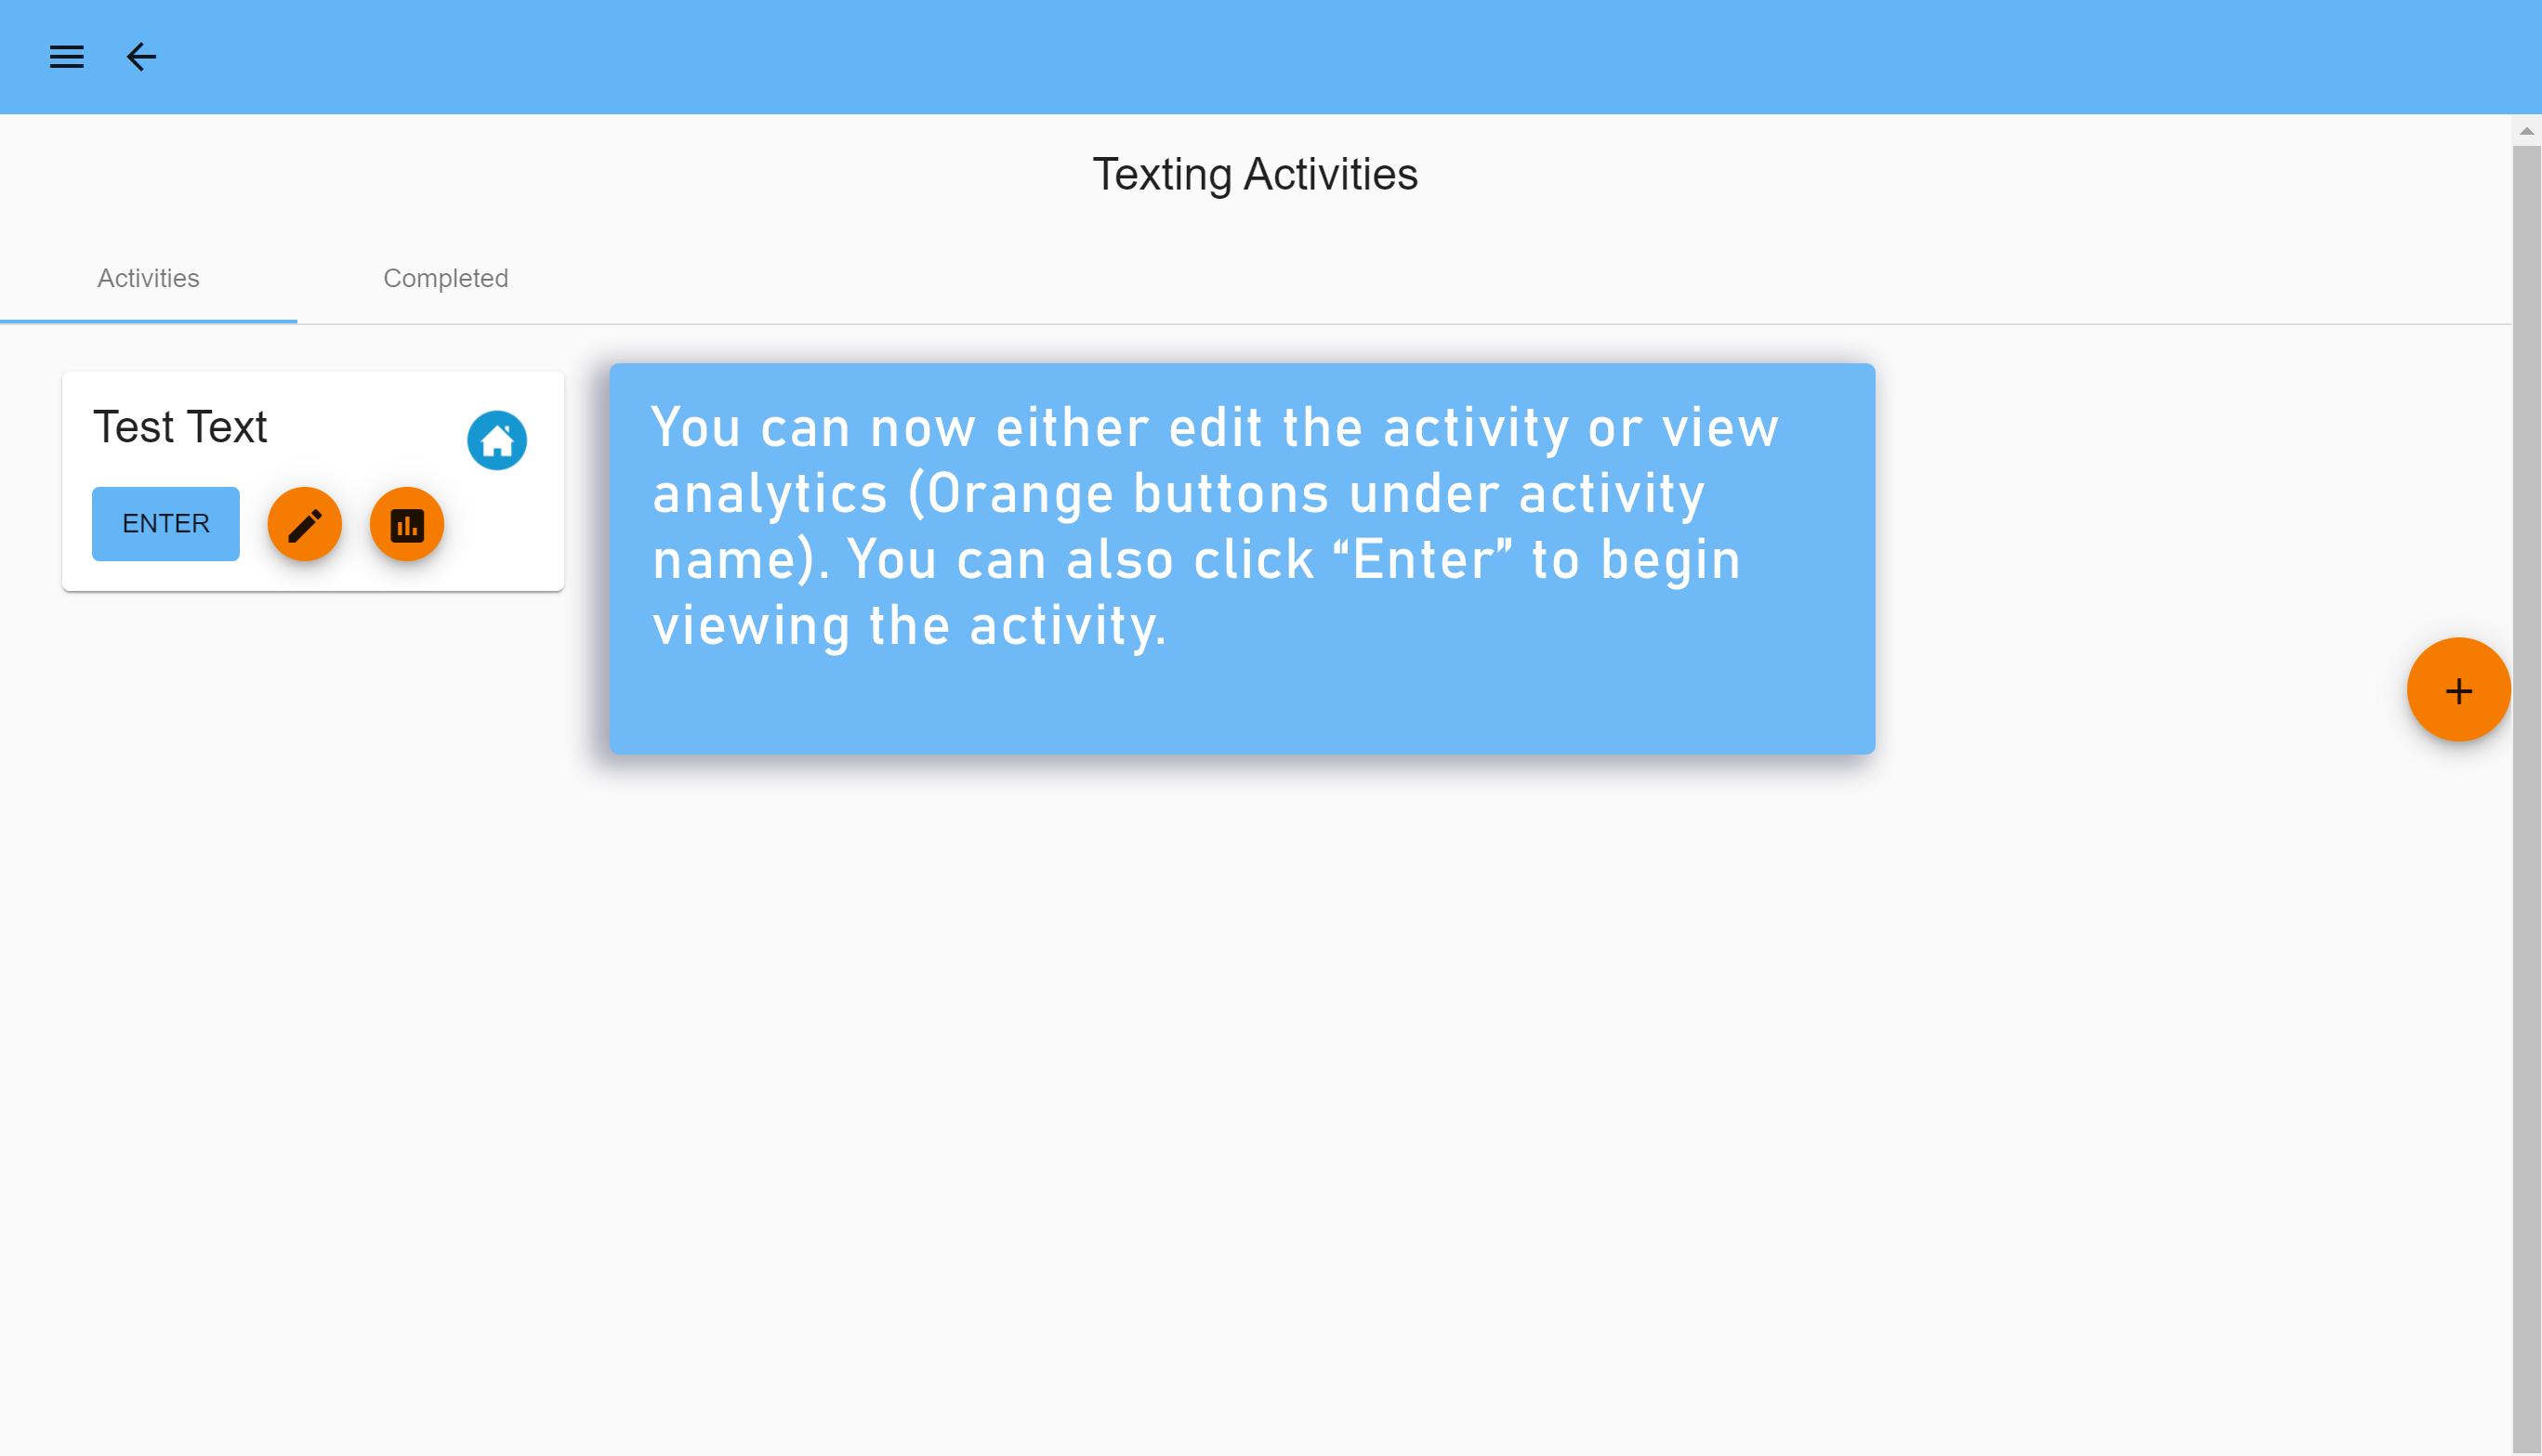 Texting Activities
Activities
Completed
Test Text
ENTER
You can now either edit the activity or view
analytics (Orange buttons under activity
name). You can also click “Enter” to begin
viewing the activity.